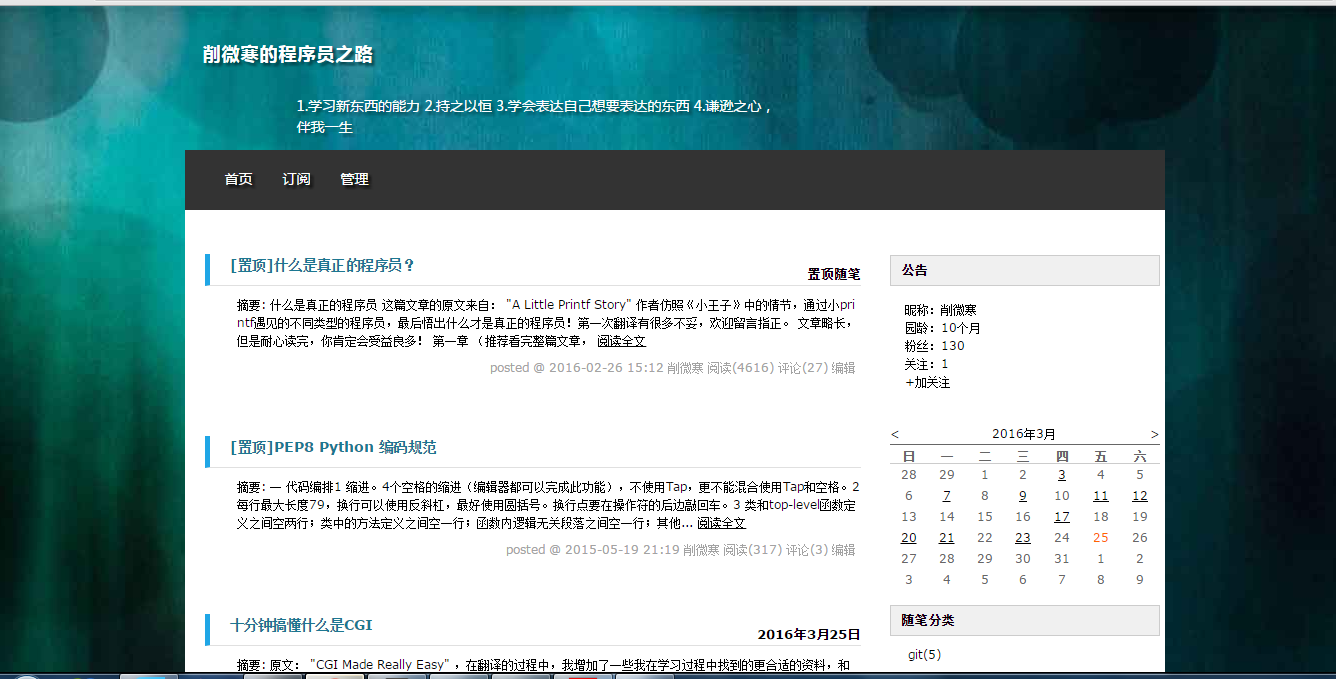 削微寒的程序员之路
1.学习新东西的能力 2.持之以恒 3.学会表达自己想要表达的东西 4.谦逊之心，
伴我一生
首页 订阅 管理
[置顶]什么是真正的程序员？
置顶随笔
摘要: 什么是真正的程序员 这篇文章的原文来自： "A Little Printf Story" 作者仿照《小王子》中的情节，通过小pri
ntf遇见的不同类型的程序员，最后悟出什么才是真正的程序员！第一次翻译有很多不妥，欢迎留言指正。 文章略长，
但是耐心读完，你肯定会受益良多！ 第一章 （推荐看完整篇文章， 阅读全文
posted @ 2016-02-26 15:12 削微寒 阅读(4616) 评论(27) 编辑
[置顶]PEP8 Python 编码规范
摘要: 一 代码编排1 缩进。4个空格的缩进（编辑器都可以完成此功能），不使用Tap，更不能混合使用Tap和空格。2
每行最大长度79，换行可以使用反斜杠，最好使用圆括号。换行点要在操作符的后边敲回车。3 类和top-level函数定
义之间空两行；类中的方法定义之间空一行；函数内逻辑无关段落之间空一行；其他... 阅读全文
posted @ 2015-05-19 21:19 削微寒 阅读(317) 评论(3) 编辑
十分钟搞懂什么是CGI
2016年3月25日
摘要: 原文： "CGI Made Really Easy" ，在翻译的过程中，我增加了一些我在学习过程中找到的更合适的资料，和
公告
昵称：削微寒
园龄：10个月
粉丝：130
关注：1
+加关注
< 2016年3月 >
日 一 二 三 四 五 六
28 29 1 2 3 4 5
6 7 8 9 10 11 12
13 14 15 16 17 18 19
20 21 22 23 24 25 26
27 28 29 30 31 1 2
3 4 5 6 7 8 9
随笔分类
git(5)